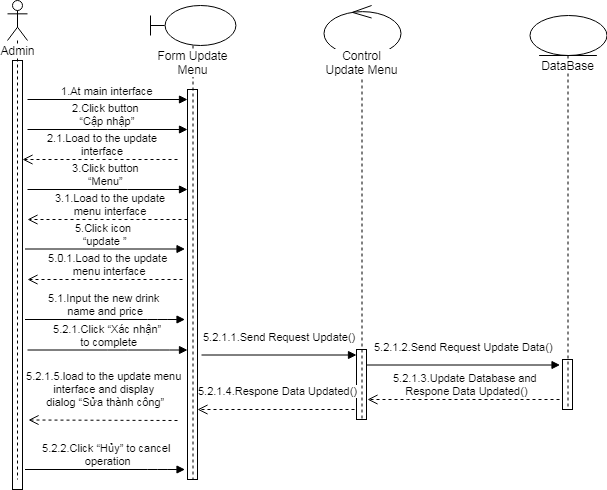 Admin
Form Update
Menu
Control
Update Menu
DataBase
1.At main interface
2.Click button
“Cập nhập”
2.1.Load to the update
interface
3.Click button
“Menu”
3.1.Load to the update
menu interface
5.Click icon
“update ”
5.0.1.Load to the update
menu interface
5.1.Input the new drink
name and price
5.2.1.Click “Xác nhận”
to complete
5.2.1.1.Send Request Update()
5.2.1.2.Send Request Update Data()
5.2.1.3.Update Database and
Respone Data Updated()
5.2.1.4.Respone Data Updated()
5.2.1.5.load to the update menu
interface and display
dialog “Sửa thành công”
5.2.2.Click “Hủy” to cancel
operation